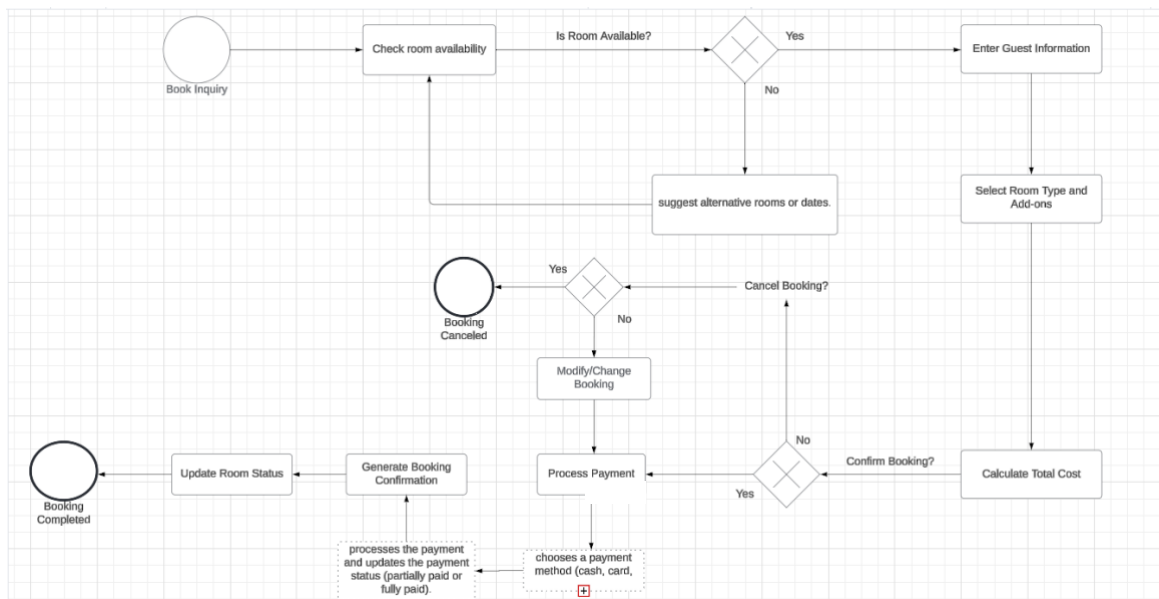 Is Room Available?
Yes
Check room availability
Enter Guest Information
Book Inquiry
No
Select Room Type and
Add-ons
suggest alternative rooms or dates.
Yes
Cancel Booking?
Booking
Canceled
No
Modify/Change
Booking
No
Confirm Booking?
Update Room Status
Generate Booking
Confirmation
Process Payment
Calculate Total Cost
Yes
Booking
Completed
processes the payment
and updates the payment
status (partially paid or
fully paid).
chooses a payment
method (cash, card,